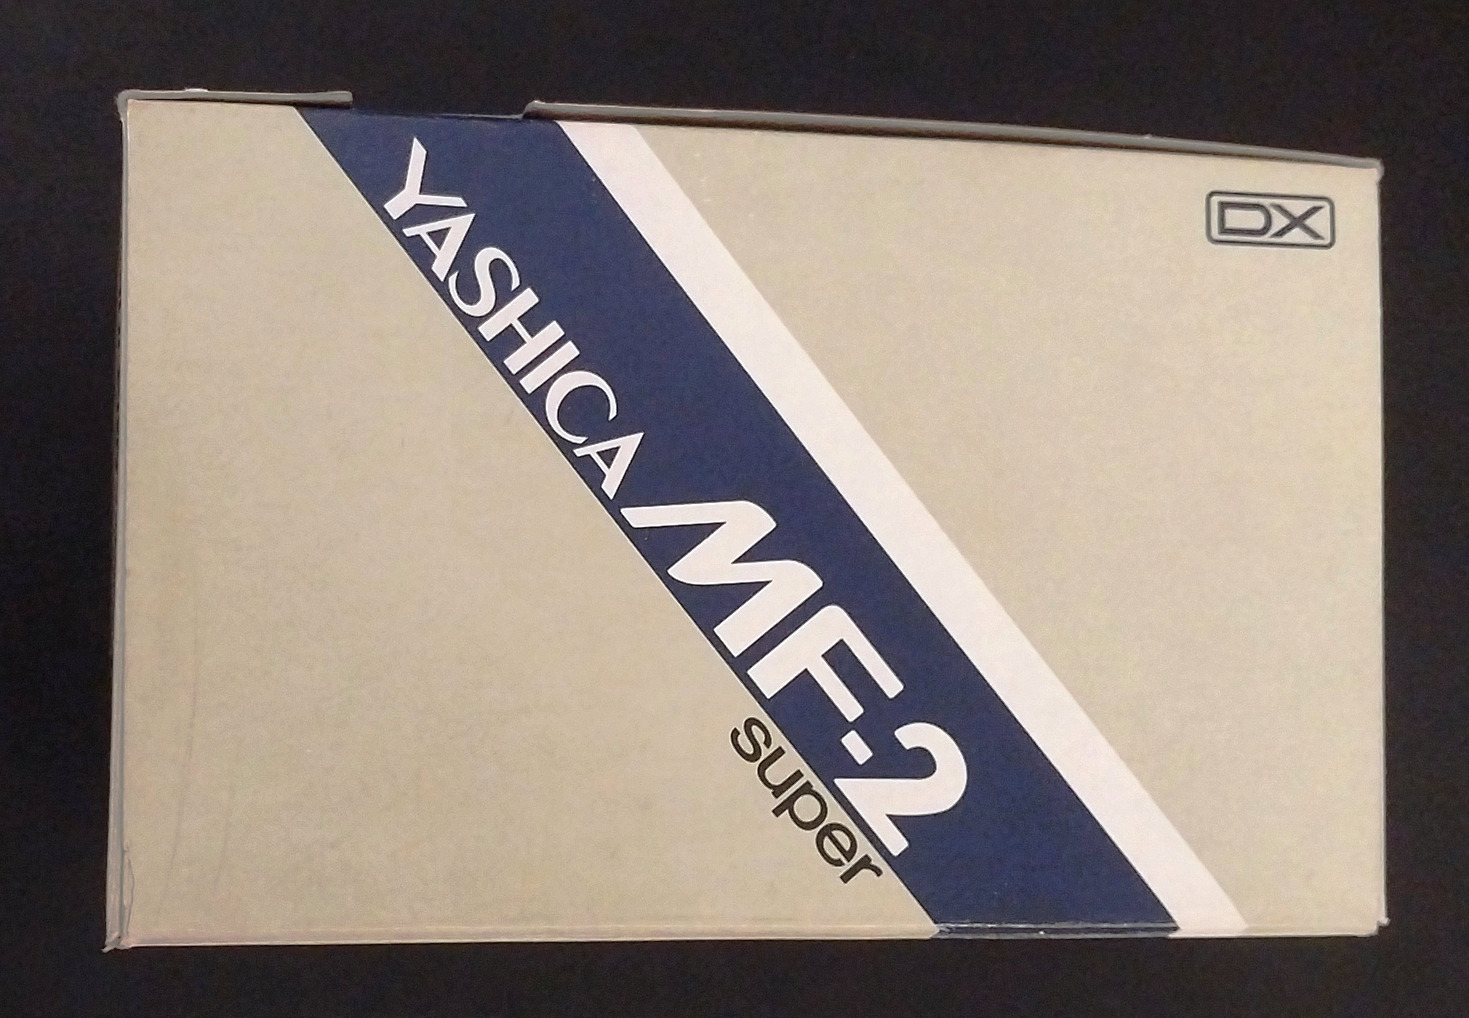 DX
YASHICA MF-2
super